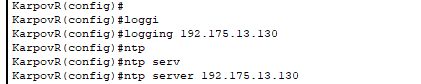 KarpovR(config)#
KarpovR(config)#loggi
KarpovR(config)#logging 192.175.13.130
KarpovR(config)#ntp
KarpovR(config)#ntp serv
KarpovR(config)#ntp server 192.175.13.130